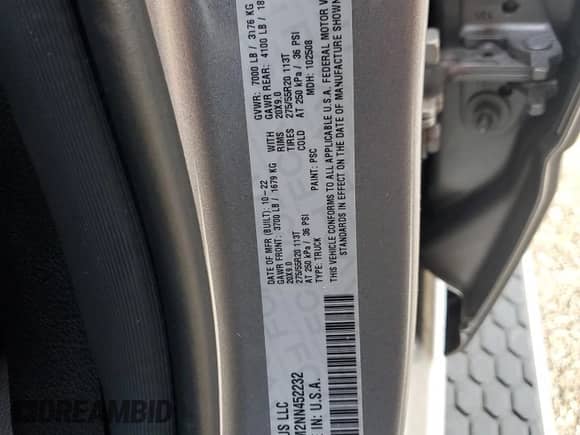 US LLC
M2NN452232
IN U.S.A.
DATE OF MFR (BUILT): 10-22
GVWR: 7000 LB / 3176 KG
GAWR FRONT: 3700 LB / 1679 KG WITH GAWR REAR: 4100 LB / 18
20X9.0 RIMS 20X9.0
275/55R20 113T TIRES 275/55R20 113T
AT 250 kPa / 36 PSI COLD AT 250 kPa / 36 PSI
TYPE: TRUCK PAINT: PSC MDH: 102508
THIS VEHICLE CONFORMS TO ALL APPLICABLE U.S.A. FEDERAL MOTOR V
STANDARDS IN EFFECT ON THE DATE OF MANUFACTURE SHOWN
DREAMBID